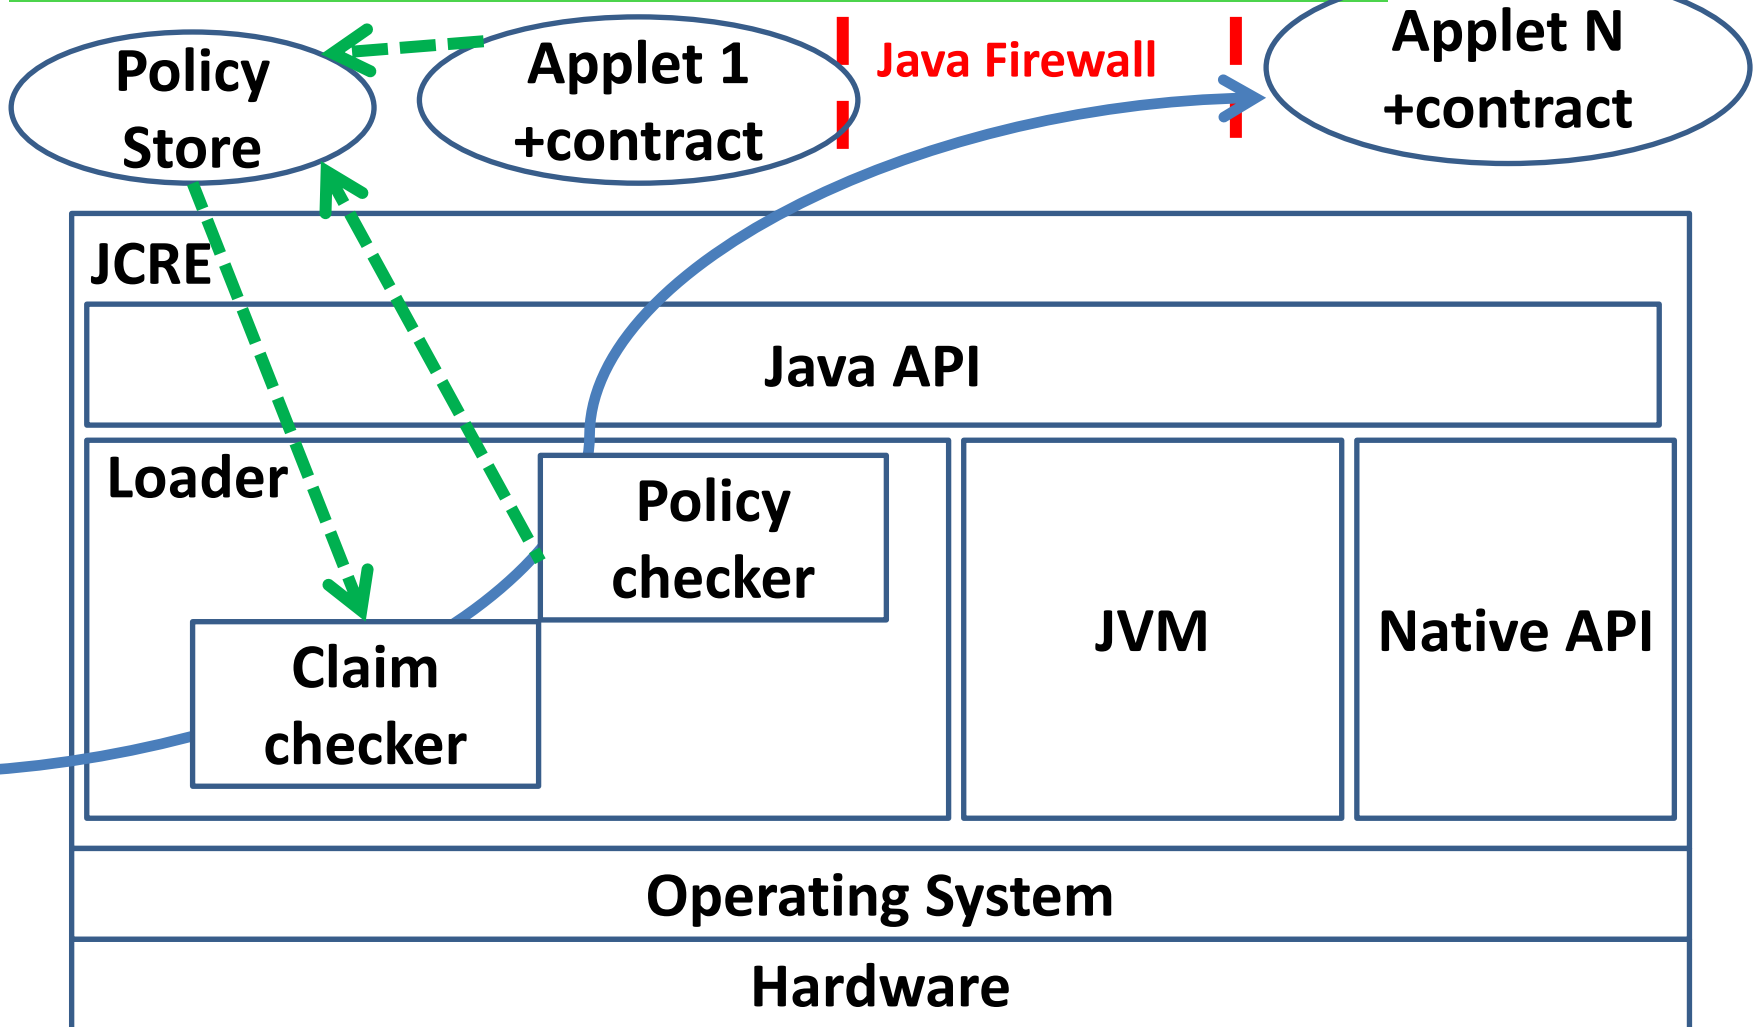 Policy
Store
Applet 1
+contract
Java Firewall
Applet N
+contract
JCRE
Java API
Loader
Policy
checker
Claim
checker
JVM
Native API
Operating System
Hardware